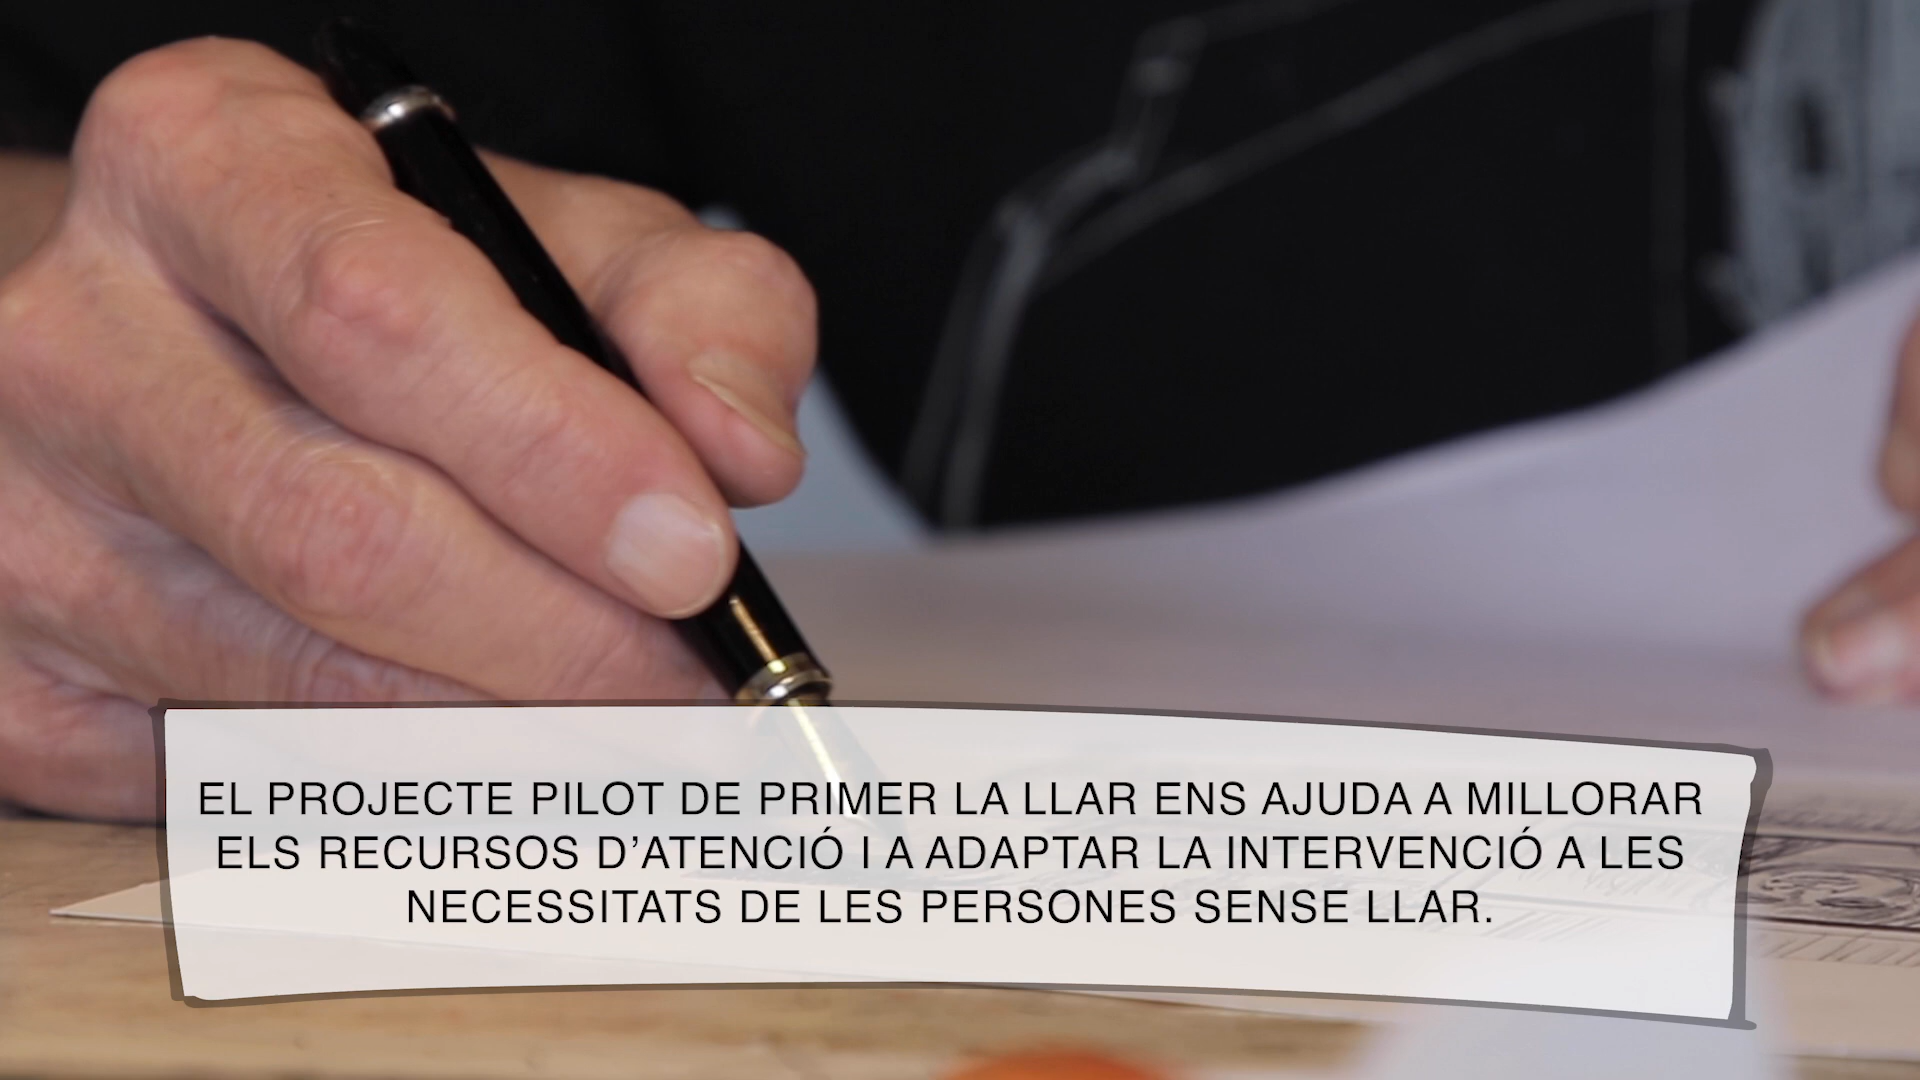 EL PROJECTE PILOT DE PRIMER LA LLAR ENS AJUDA A MILLORAR
ELS RECURSOS D’ATENCIÓ I A ADAPTAR LA INTERVENCIÓ A LES
NECESSITATS DE LES PERSONES SENSE LLAR.